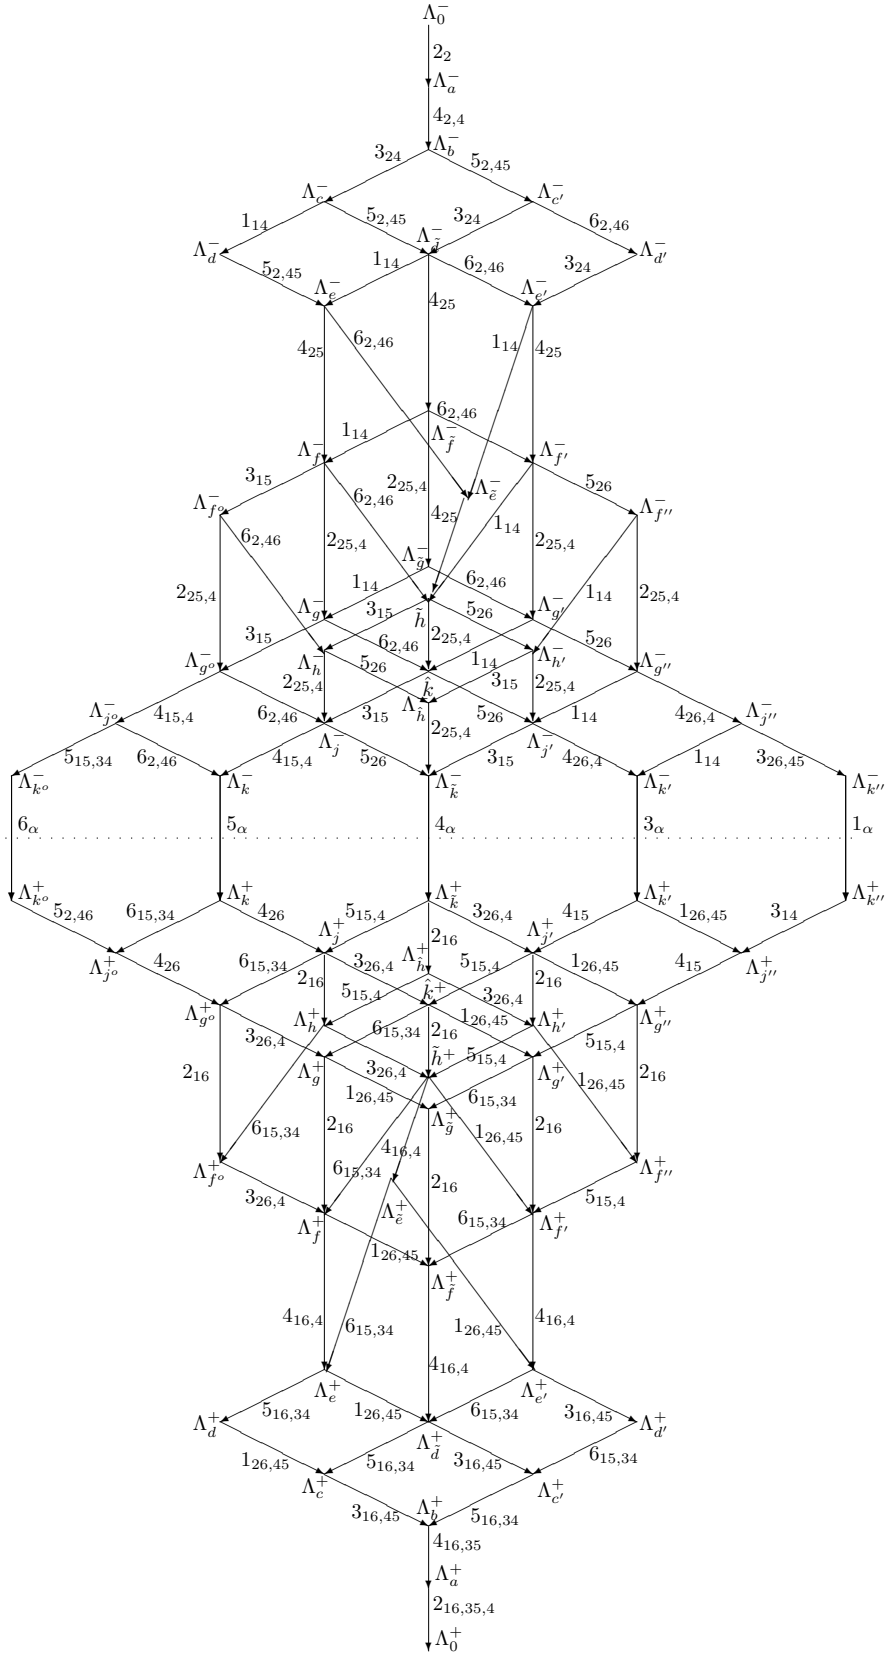 Λ₀⁻
2₂
Λ_a⁻
4_{2,4}
Λ_b⁻
3_{24} 5_{2,45}
Λ_c⁻ Λ_{c'}⁻
1_{14} 5_{2,45} 3_{24} 6_{2,46}
Λ_d⁻ Λ_{d̃}⁻ Λ_{d'}⁻
5_{2,45} 1_{14} 6_{2,46} 3_{24}
Λ_e⁻ 4_{25} Λ_{e'}⁻
4_{25} 6_{2,46} 1_{14} 4_{25}
6_{2,46}
1_{14} Λ_{f̃}⁻
Λ_f⁻ Λ_{f'}⁻
3_{15} 6_{2,46} 2_{25,4} Λ_{ẽ}⁻ 5_{26}
Λ_{f°}⁻ 4_{25} 1_{14} Λ_{f''}⁻
6_{2,46} 2_{25,4} Λ_{g̃}⁻ 2_{25,4}
2_{25,4} 1_{14} 6_{2,46} 1_{14} 2_{25,4}
Λ_g⁻ 3_{15} h̃ 5_{26} Λ_{g'}⁻
3_{15} 6_{2,46} 2_{25,4} 5_{26}
Λ_{g°}⁻ Λ_h⁻ 5_{26} 1_{14} Λ_{h'}⁻ Λ_{g''}⁻
2_{25,4} k̂ 3_{15} 2_{25,4}
Λ_{j°}⁻ 4_{15,4} 6_{2,46} 3_{15} Λ_{ĥ}⁻ 5_{26} 1_{14} 4_{26,4} Λ_{j''}⁻
Λ_j⁻ 2_{25,4} Λ_{j'}⁻
5_{15,34} 6_{2,46} 4_{15,4} 5_{26} 3_{15} 4_{26,4} 1_{14} 3_{26,45}
Λ_{k°}⁻ Λ_k⁻ Λ_{k̃}⁻ Λ_{k'}⁻ Λ_{k''}⁻
6_α 5_α 4_α 3_α 1_α
Λ_{k°}⁺ Λ_k⁺ Λ_{k̃}⁺ Λ_{k'}⁺ Λ_{k''}⁺
5_{2,46} 6_{15,34} 4_{26} 5_{15,4} 3_{26,4} 4_{15} 1_{26,45} 3_{14}
Λ_j⁺ 2_{16} Λ_{j'}⁺
Λ_{j°}⁺ 4_{26} 6_{15,34} 3_{26,4} Λ_{ĥ}⁺ 5_{15,4} 1_{26,45} 4_{15} Λ_{j''}⁺
2_{16} 5_{15,4} k̂⁺ 3_{26,4} 2_{16}
Λ_{g°}⁺ Λ_h⁺ 6_{15,34} 2_{16} 1_{26,45} Λ_{h'}⁺ Λ_{g''}⁺
3_{26,4} h̃⁺ 5_{15,4} 5_{15,4}
2_{16} Λ_g⁺ 3_{26,4} Λ_{g'}⁺ 1_{26,45} 2_{16}
1_{26,45} 6_{15,34}
Λ_{g̃}⁺
6_{15,34} 2_{16} 4_{16,4} 1_{26,45} 2_{16}
Λ_{f°}⁺ 6_{15,34} 2_{16} Λ_{f''}⁺
3_{26,4} Λ_{ẽ}⁺ 5_{15,4}
Λ_f⁺ 6_{15,34} Λ_{f'}⁺
1_{26,45}
Λ_{f̃}⁺
4_{16,4} 6_{15,34} 1_{26,45} 4_{16,4}
4_{16,4}
Λ_e⁺ Λ_{e'}⁺
Λ_d⁺ 5_{16,34} 1_{26,45} 6_{15,34} 3_{16,45} Λ_{d'}⁺
Λ_{d̃}⁺
1_{26,45} 5_{16,34} 3_{16,45} 6_{15,34}
Λ_c⁺ Λ_{c'}⁺
3_{16,45} Λ_b⁺ 5_{16,34}
4_{16,35}
Λ_a⁺
2_{16,35,4}
Λ₀⁺